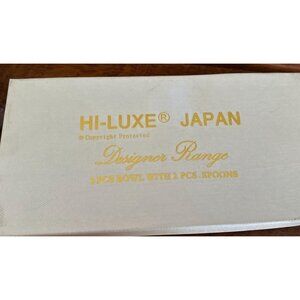 HI-LUXE® JAPAN
© Copyright Protected
Designer Range
2 PCS BOWL WITH 2 PCS. SPOONS